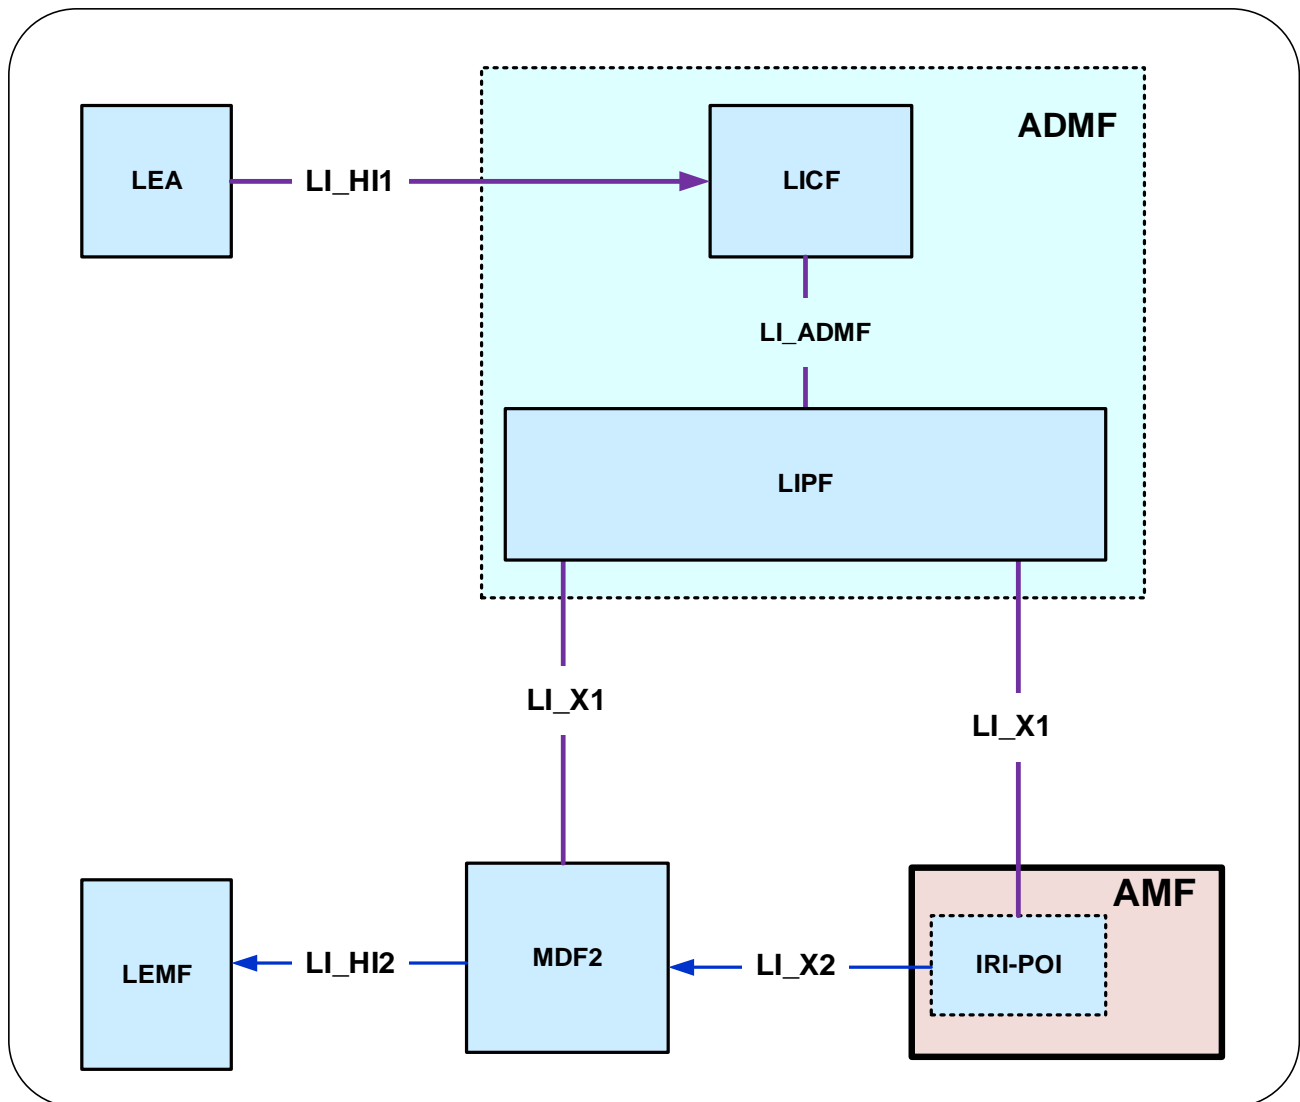 ADMF
LEA
LI_HI1
LICF
LI_ADMF
LIPF
LI_X1
LI_X1
AMF
LEMF
LI_HI2
MDF2
LI_X2
IRI-POI